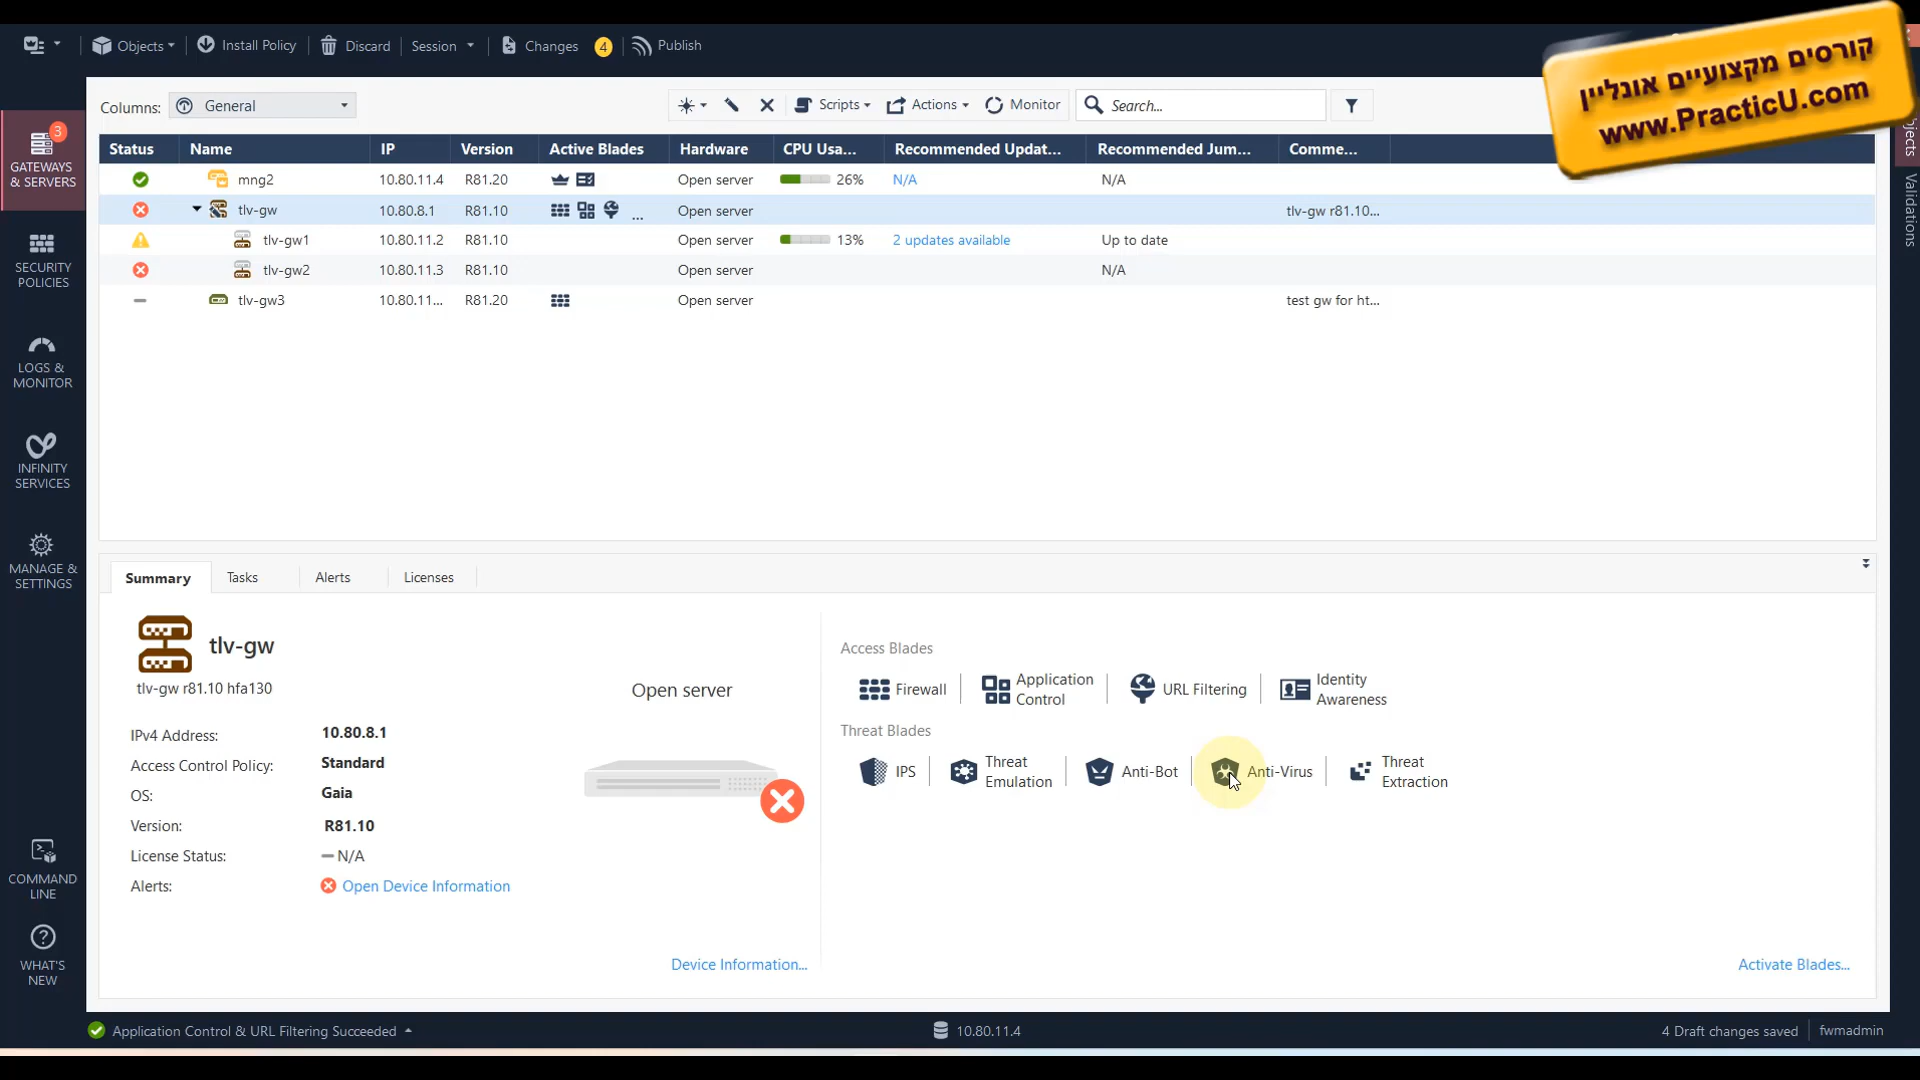 Objects
Install Policy
Discard
Session
Changes
4
Publish
קורסים מקצועיים אונליין
www.PracticU.com
Columns:
General
Scripts
Actions
Monitor
Search...
Status
Name
IP
Version
Active Blades
Hardware
CPU Usa...
Recommended Updat...
Recommended Jum...
Comme...
mng2
10.80.11.4
R81.20
Open server
26%
N/A
N/A
tlv-gw
10.80.8.1
R81.10
...
Open server
tlv-gw r81.10...
tlv-gw1
10.80.11.2
R81.10
Open server
13%
2 updates available
Up to date
tlv-gw2
10.80.11.3
R81.10
Open server
N/A
tlv-gw3
10.80.11...
R81.20
Open server
test gw for ht...
3
GATEWAYS
& SERVERS
SECURITY
POLICIES
LOGS &
MONITOR
INFINITY
SERVICES
MANAGE &
SETTINGS
COMMAND
LINE
WHAT'S
NEW
Validations
Summary
Tasks
Alerts
Licenses
tlv-gw
tlv-gw r81.10 hfa130
Open server
IPv4 Address:
10.80.8.1
Access Control Policy:
Standard
OS:
Gaia
Version:
R81.10
License Status:
N/A
Alerts:
Open Device Information
Device Information...
Access Blades
Firewall
Application
Control
URL Filtering
Identity
Awareness
Threat Blades
IPS
Threat
Emulation
Anti-Bot
Anti-Virus
Threat
Extraction
Activate Blades...
Application Control & URL Filtering Succeeded
10.80.11.4
4 Draft changes saved
fwmadmin